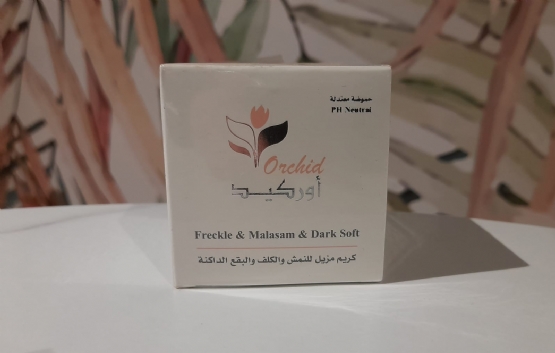 حموضة معتدلة
PH Neutral
Orchid
أوركيد
Freckle & Malasam & Dark Soft
كريم مزيل للنمش والكلف والبقع الداكنة